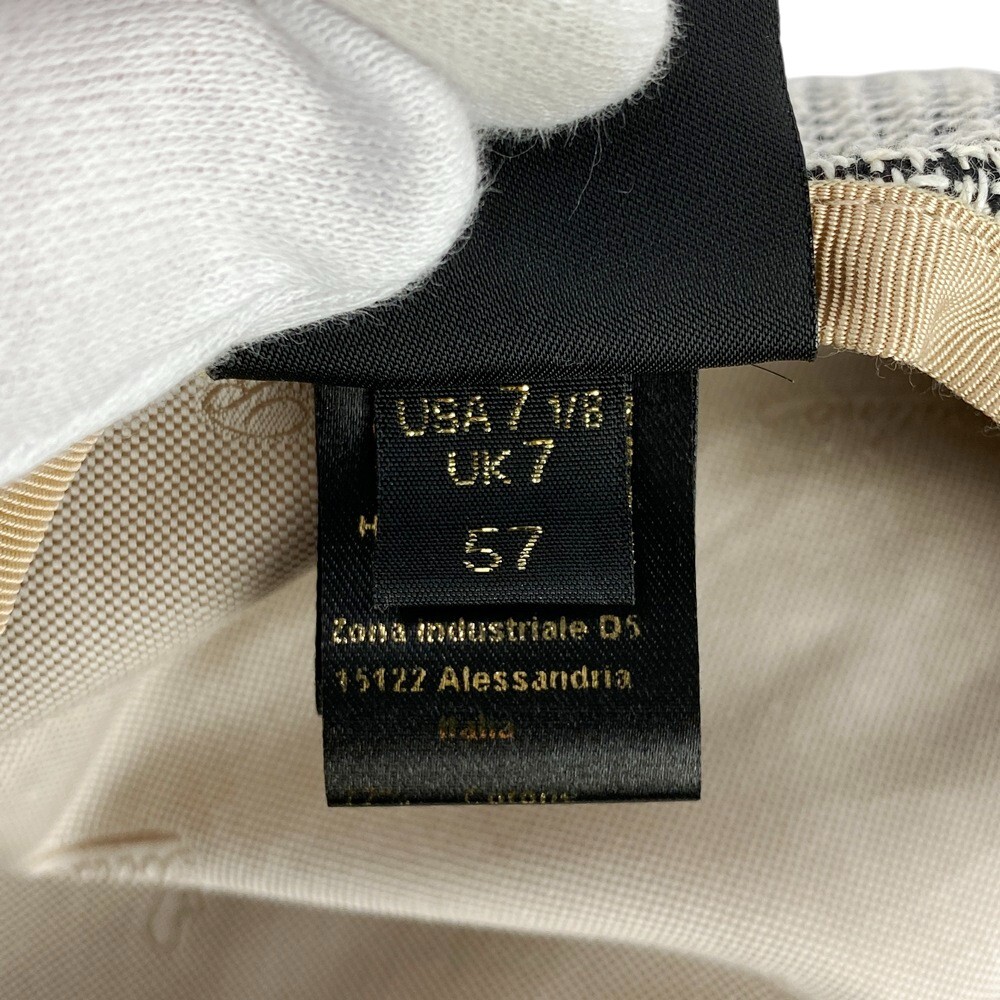 USA 7 1/8
UK 7
57
H
Zona industriale D5
15122 Alessandria
Italia